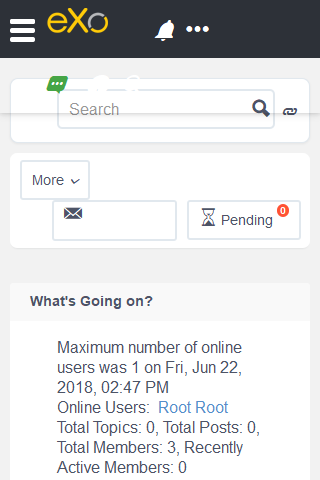 eXo
Search
More
Pending
0
What's Going on?
Maximum number of online
users was 1 on Fri, Jun 22,
2018, 02:47 PM
Online Users: Root Root
Total Topics: 0, Total Posts: 0,
Total Members: 3, Recently
Active Members: 0